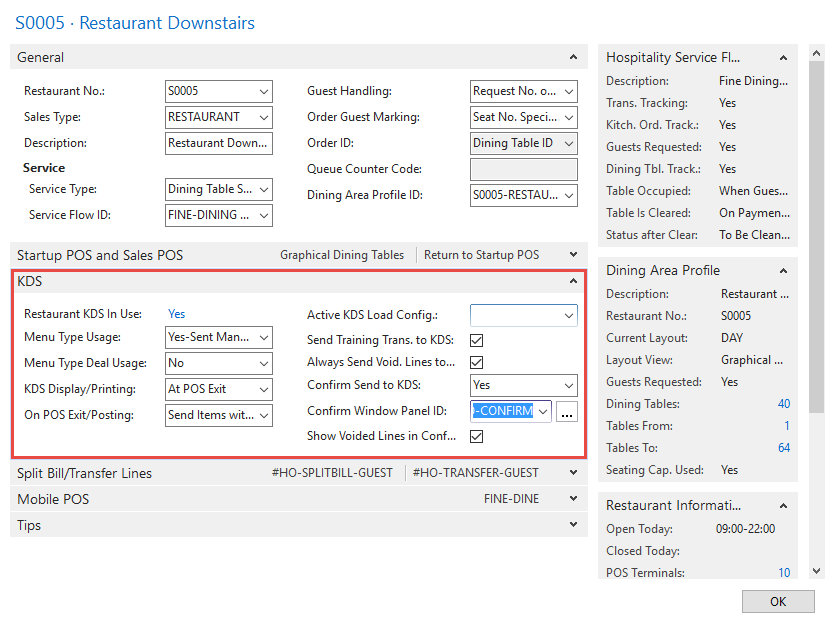 S0005 · Restaurant Downstairs
General
Restaurant No.: S0005
Sales Type: RESTAURANT
Description: Restaurant Down...
Service
Service Type: Dining Table S...
Service Flow ID: FINE-DINING ...
Guest Handling: Request No. o...
Order Guest Marking: Seat No. Speci...
Order ID: Dining Table ID
Queue Counter Code:
Dining Area Profile ID: S0005-RESTAU...
Startup POS and Sales POS Graphical Dining Tables Return to Startup POS
KDS
Restaurant KDS In Use: Yes
Menu Type Usage: Yes-Sent Man...
Menu Type Deal Usage: No
KDS Display/Printing: At POS Exit
On POS Exit/Posting: Send Items wit...
Active KDS Load Config.:
Send Training Trans. to KDS:
Always Send Void. Lines to...
Confirm Send to KDS: Yes
Confirm Window Panel ID: -CONFIRM ...
Show Voided Lines in Conf...
Split Bill/Transfer Lines #HO-SPLITBILL-GUEST #HO-TRANSFER-GUEST
Mobile POS FINE-DINE
Tips
Hospitality Service Fl...
Description: Fine Dining...
Trans. Tracking: Yes
Kitch. Ord. Track.: Yes
Guests Requested: Yes
Dining Tbl. Track.: Yes
Table Occupied: When Gues...
Table Is Cleared: On Paymen...
Status after Clear: To Be Clean...
Dining Area Profile
Description: Restaurant ...
Restaurant No.: S0005
Current Layout: DAY
Layout View: Graphical ...
Guests Requested: Yes
Dining Tables: 40
Tables From: 1
Tables To: 64
Seating Cap. Used: Yes
Restaurant Informati...
Open Today: 09:00-22:00
Closed Today:
POS Terminals: 10
OK